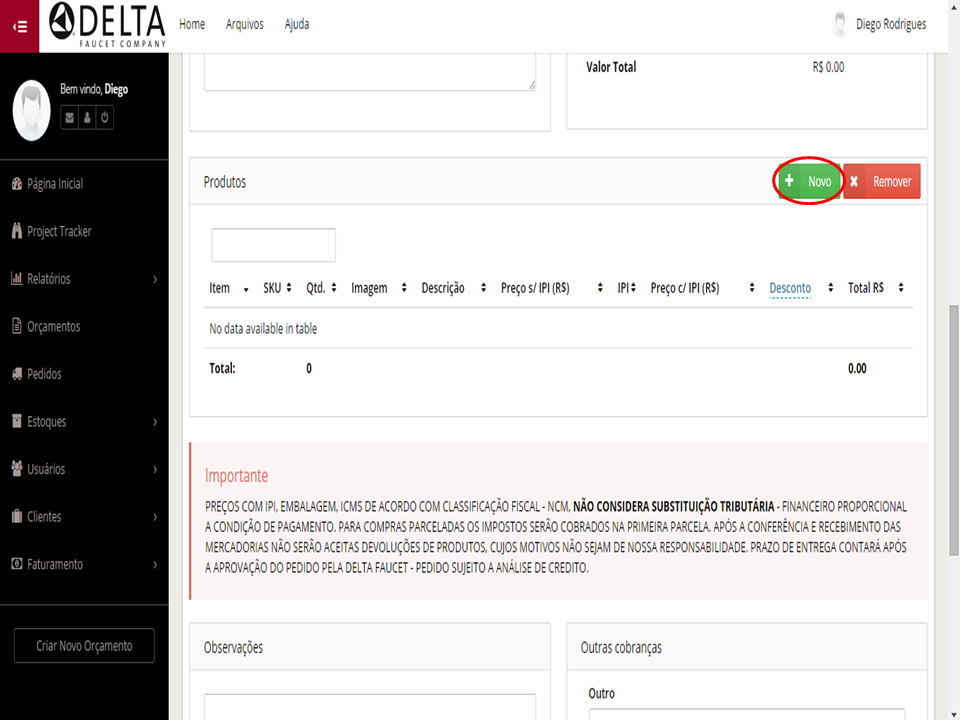 DELTA
FAUCET COMPANY
Home Arquivos Ajuda
Diego Rodrigues
Bem vindo, Diego
Página Inicial
Project Tracker
Relatórios
Orçamentos
Pedidos
Estoques
Usuários
Clientes
Faturamento
Criar Novo Orçamento
Valor Total R$ 0.00
Produtos
Novo
Remover
Item SKU Qtd. Imagem Descrição Preço s/ IPI (R$) IPI Preço c/ IPI (R$) Desconto Total R$
No data available in table
Total: 0 0.00
Importante
PREÇOS COM IPI, EMBALAGEM, ICMS DE ACORDO COM CLASSIFICAÇÃO FISCAL - NCM, NÃO CONSIDERA SUBSTITUIÇÃO TRIBUTÁRIA - FINANCEIRO PROPORCIONAL
A CONDIÇÃO DE PAGAMENTO. PARA COMPRAS PARCELADAS OS IMPOSTOS SERÃO COBRADOS NA PRIMEIRA PARCELA. APÓS A CONFERÊNCIA E RECEBIMENTO DAS
MERCADORIAS NÃO SERÃO ACEITAS DEVOLUÇÕES DE PRODUTOS, CUJOS MOTIVOS NÃO SEJAM DE NOSSA RESPONSABILIDADE. PRAZO DE ENTREGA CONTARÁ APÓS
A APROVAÇÃO DO PEDIDO PELA DELTA FAUCET - PEDIDO SUJEITO A ANÁLISE DE CREDITO.
Observações
Outras cobranças
Outro